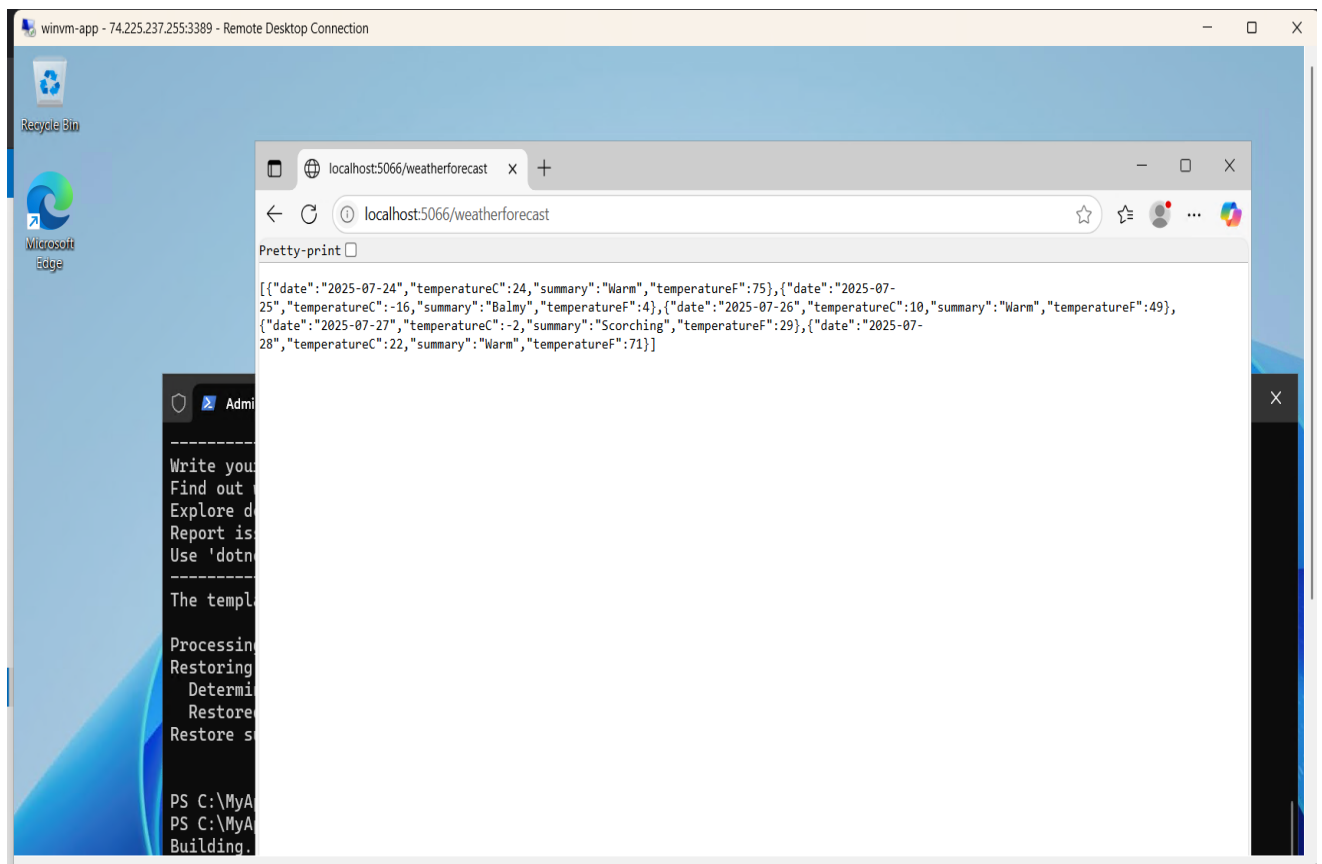 winvm-app - 74.225.237.255:3389 - Remote Desktop Connection
Recycle Bin
Microsoft
Edge
localhost:5066/weatherforecast
localhost:5066/weatherforecast
Pretty-print
[{"date":"2025-07-24","temperatureC":24,"summary":"Warm","temperatureF":75},{"date":"2025-07-
25","temperatureC":-16,"summary":"Balmy","temperatureF":4},{"date":"2025-07-26","temperatureC":10,"summary":"Warm","temperatureF":49},
{"date":"2025-07-27","temperatureC":-2,"summary":"Scorching","temperatureF":29},{"date":"2025-07-
28","temperatureC":22,"summary":"Warm","temperatureF":71}]
Admi
----------
Write you
Find out
Explore d
Report is
Use 'dotn
----------
The templ
Processin
Restoring
Determi
Restore
Restore s
PS C:\MyA
PS C:\MyA
Building.